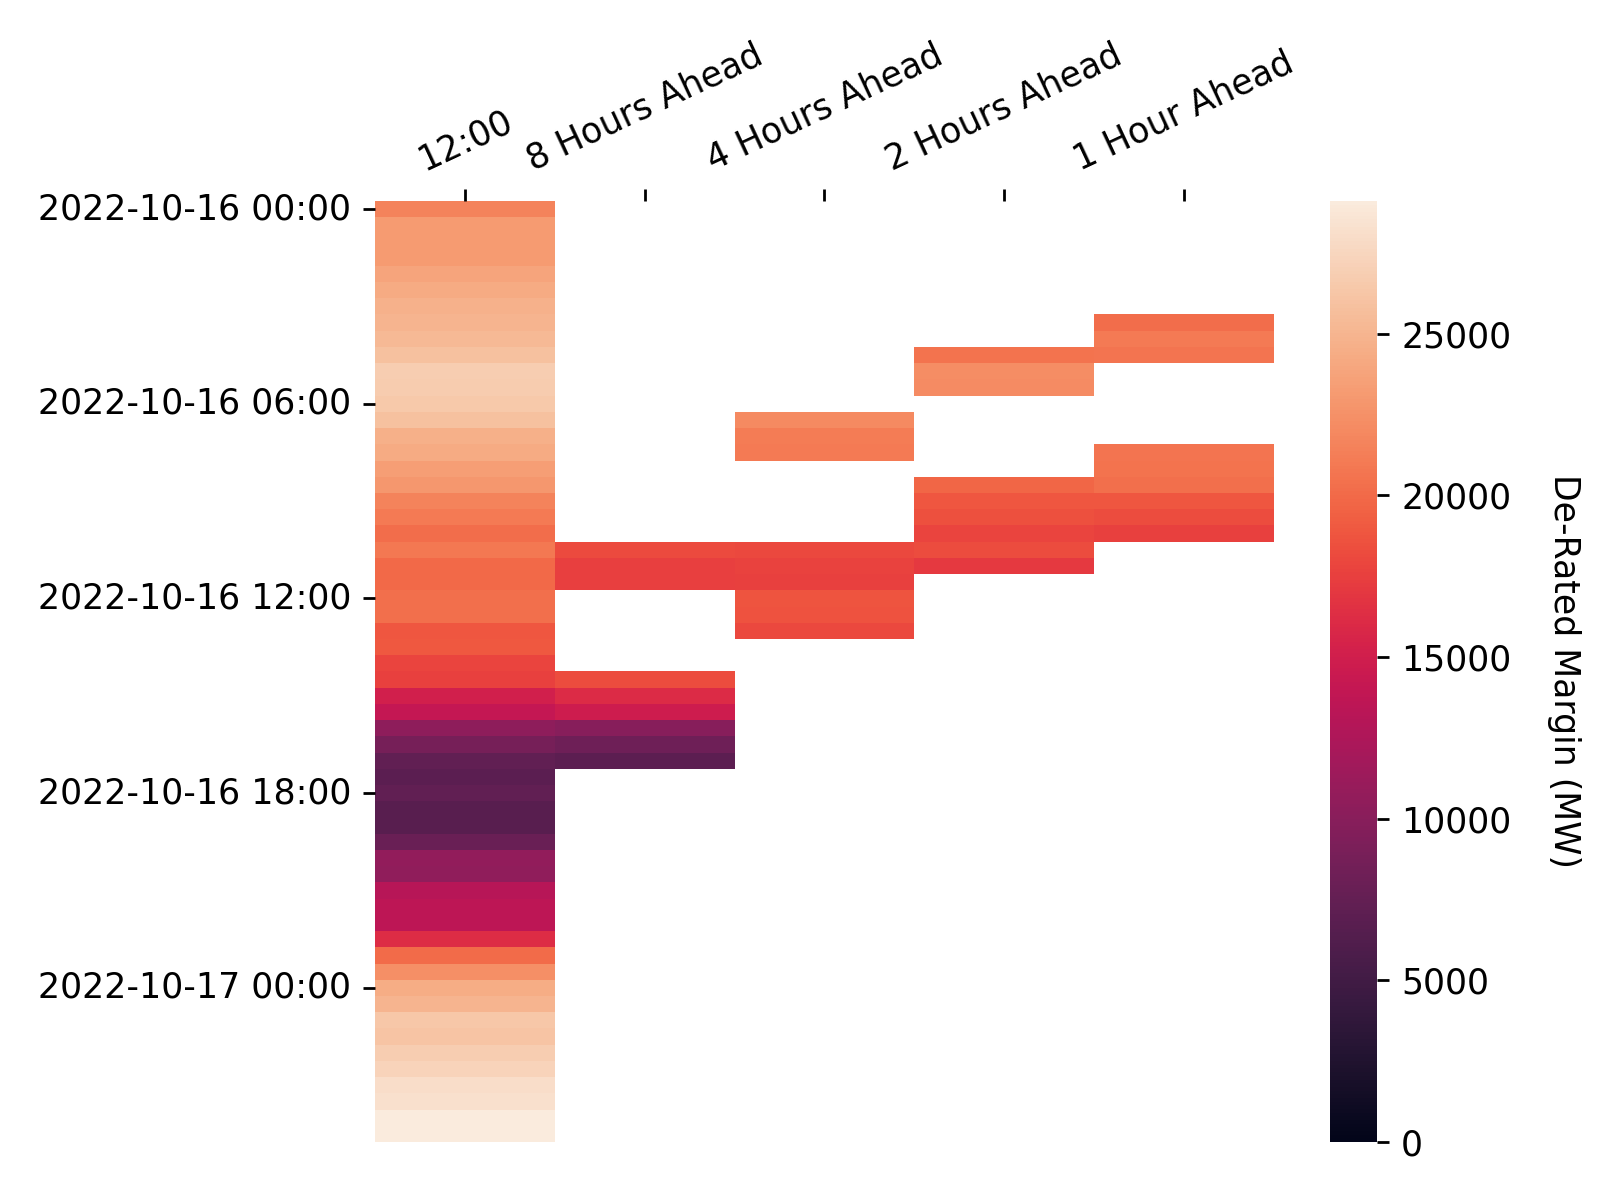 12:00
8 Hours Ahead
4 Hours Ahead
2 Hours Ahead
1 Hour Ahead
2022-10-16 00:00
2022-10-16 06:00
2022-10-16 12:00
2022-10-16 18:00
2022-10-17 00:00
25000
20000
15000
10000
5000
0
De-Rated Margin (MW)